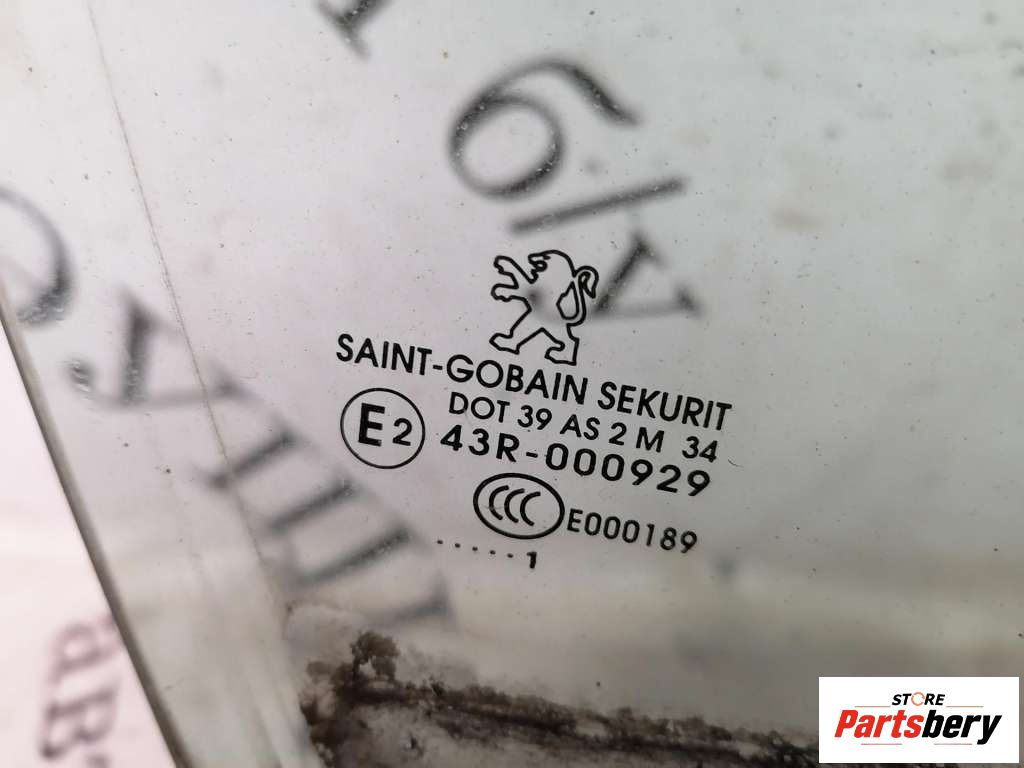 SAINT-GOBAIN SEKURIT
DOT 39 AS 2 M 34
E2
43R-000929
CCC
E000189
.....1
STORE
Partsbery